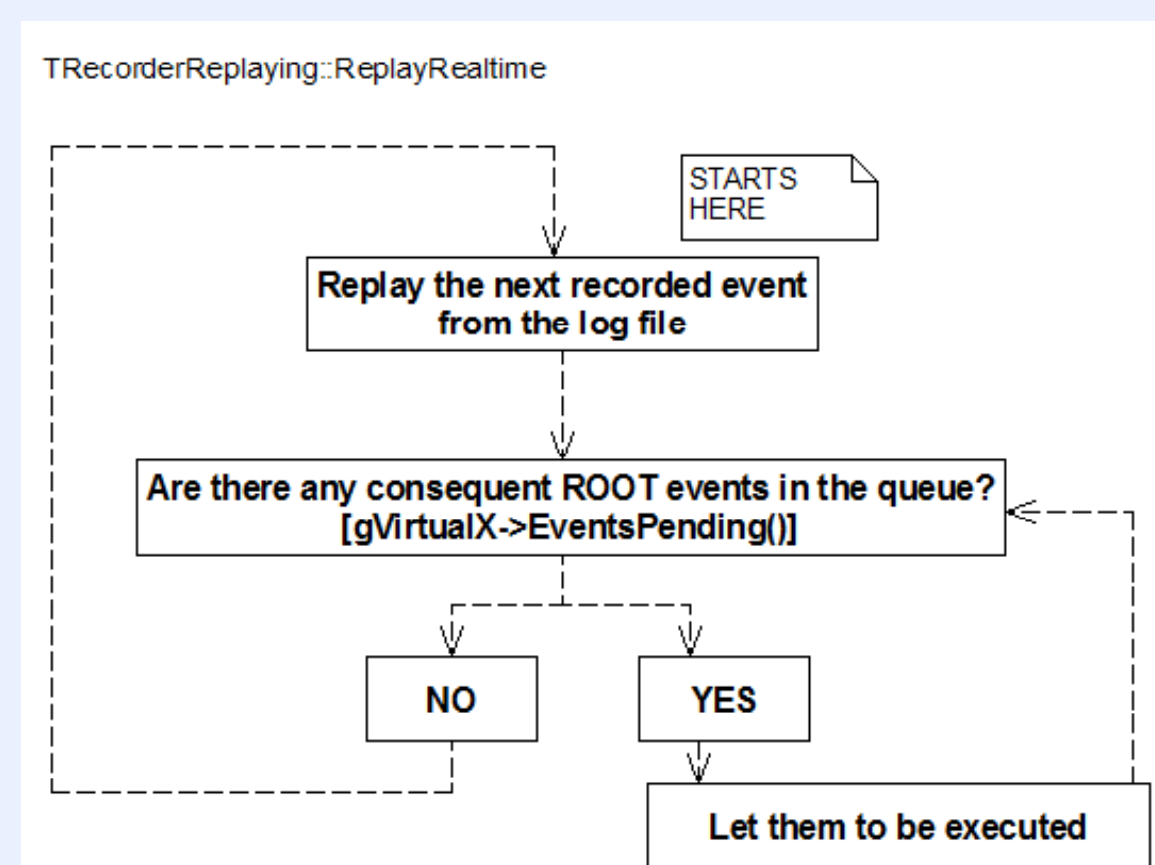 TRecorderReplaying::ReplayRealtime
STARTS
HERE
Replay the next recorded event
from the log file
Are there any consequent ROOT events in the queue?
[gVirtualX->EventsPending()]
NO
YES
Let them to be executed